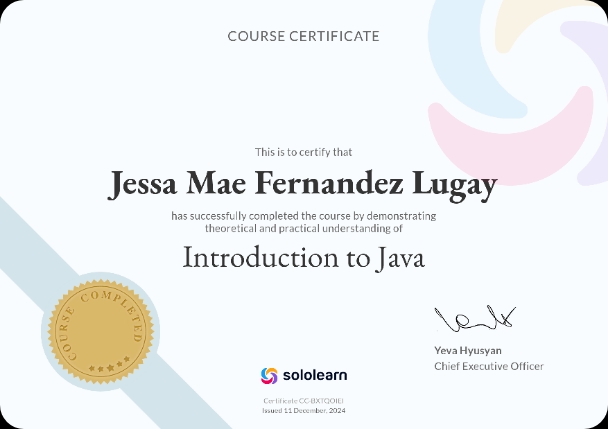 COURSE CERTIFICATE
This is to certify that
Jessa Mae Fernandez Lugay
has successfully completed the course by demonstrating
theoretical and practical understanding of
Introduction to Java
COURSE COMPLETED
Yeva Hyusyan
Chief Executive Officer
sololearn
Certificate CC-BXTQOIEJ
Issued 11 December, 2024